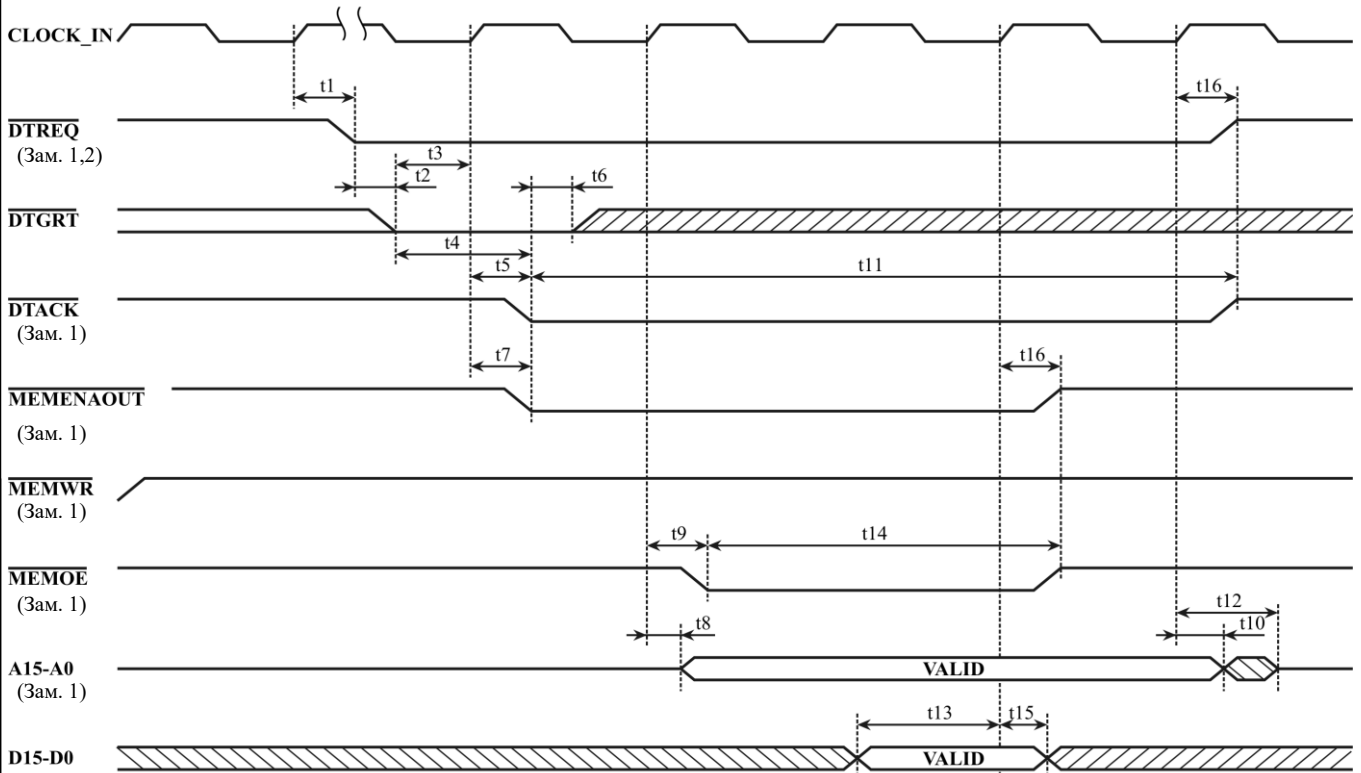 CLOCK_IN
t1
t16
DTREQ
(Зам. 1,2)
t3
t2
t6
DTGRT
t4
t5
t11
DTACK
(Зам. 1)
t7
t16
MEMENAOUT
(Зам. 1)
MEMWR
(Зам. 1)
t9
t14
MEMOE
(Зам. 1)
t12
t8
t10
A15-A0
VALID
(Зам. 1)
t13
t15
D15-D0
VALID